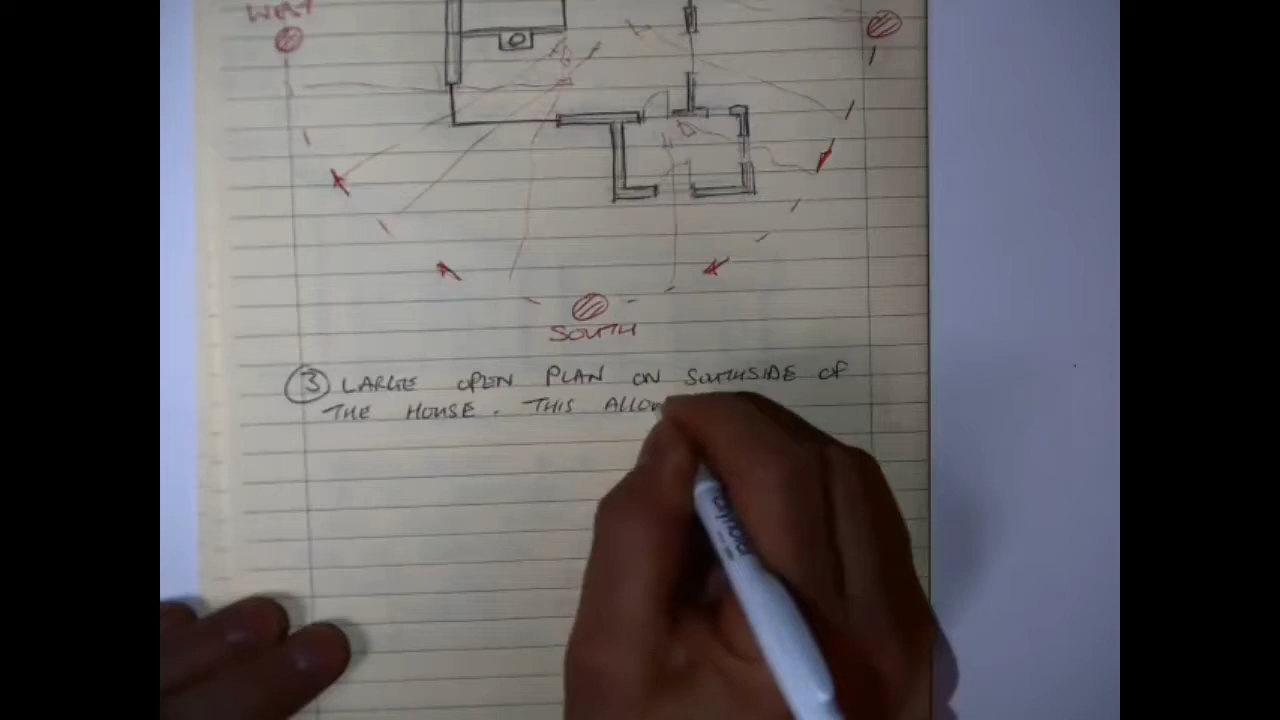 WEST
SOUTH
3 LARGE OPEN PLAN ON SOUTHSIDE OF
THE HOUSE. THIS ALLOW